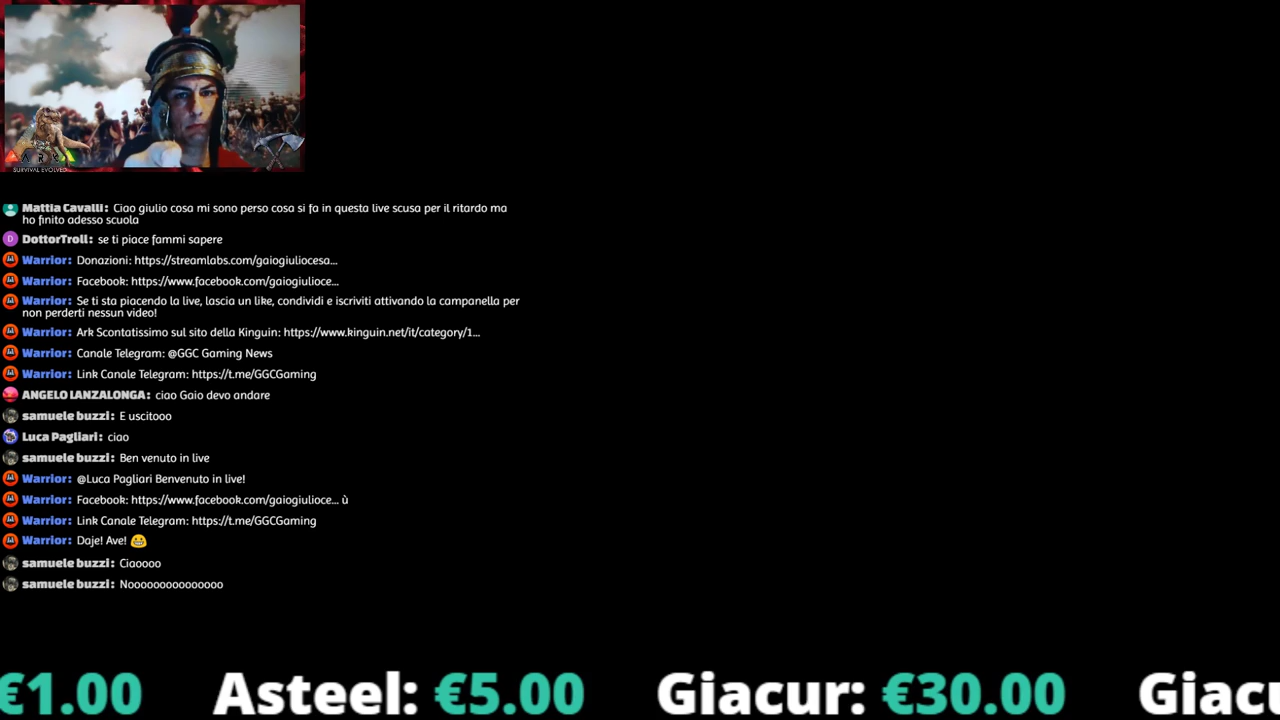 ARK
SURVIVAL EVOLVED
Mattia Cavalli: Ciao giulio cosa mi sono perso cosa si fa in questa live scusa per il ritardo ma
ho finito adesso scuola
D DottorTroll: se ti piace fammi sapere
Warrior: Donazioni: https://streamlabs.com/gaiogiuliocesa...
Warrior: Facebook: https://www.facebook.com/gaiogiulioce...
Warrior: Se ti sta piacendo la live, lascia un like, condividi e iscriviti attivando la campanella per
non perderti nessun video!
Warrior: Ark Scontatissimo sul sito della Kinguin: https://www.kinguin.net/it/category/1...
Warrior: Canale Telegram: @GGC Gaming News
Warrior: Link Canale Telegram: https://t.me/GGCGaming
ANGELO LANZALONGA: ciao Gaio devo andare
samuele buzzi: E uscitooo
Luca Pagliari: ciao
samuele buzzi: Ben venuto in live
Warrior: @Luca Pagliari Benvenuto in live!
Warrior: Facebook: https://www.facebook.com/gaiogiulioce... ù
Warrior: Link Canale Telegram: https://t.me/GGCGaming
Warrior: Daje! Ave! 😀
samuele buzzi: Ciaoooo
samuele buzzi: Nooooooooooooooo
€1.00 Asteel: €5.00 Giacur: €30.00 Giacu